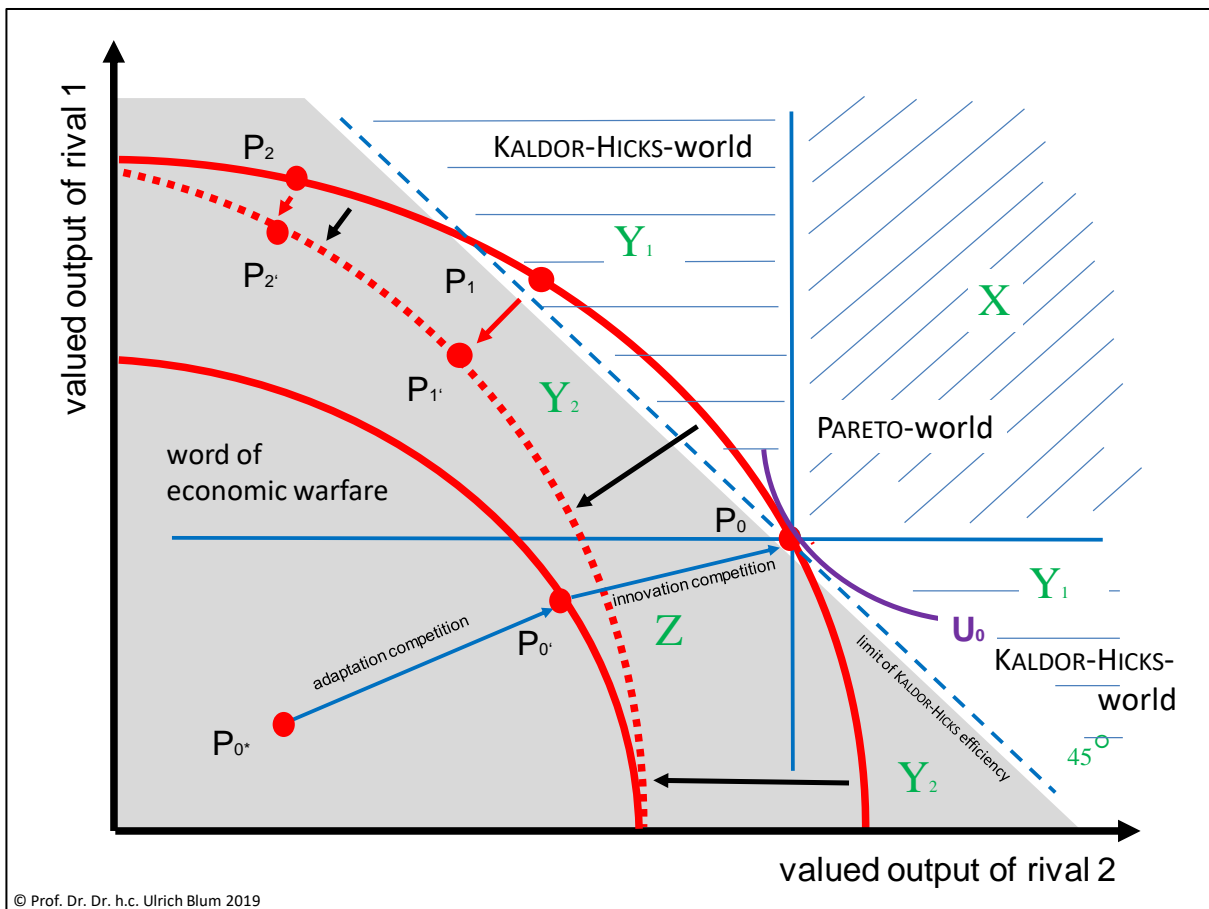 valued output of rival 1
P2
KALDOR-HICKS-world
Y1
X
P2‘
P1
P1‘
Y2
PARETO-world
word of
economic warfare
P0
innovation competition
Y1
adaptation competition
P0‘
Z
U0
KALDOR-HICKS-
world
limit of KALDOR-HICKS efficiency
P0*
45°
Y2
valued output of rival 2
© Prof. Dr. Dr. h.c. Ulrich Blum 2019